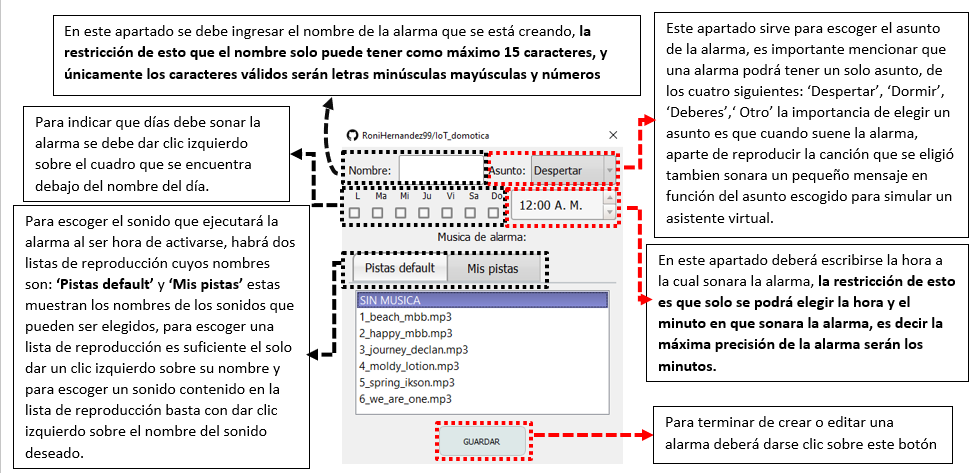 En este apartado se debe ingresar el nombre de la alarma que se está creando, la
restricción de esto que el nombre solo puede tener como máximo 15 caracteres, y
únicamente los caracteres válidos serán letras minúsculas mayúsculas y números
Este apartado sirve para escoger el asunto
de la alarma, es importante mencionar que
una alarma podrá tener un solo asunto, de
los cuatro siguientes: ‘Despertar’, ‘Dormir’,
‘Deberes’,‘ Otro’ la importancia de elegir un
asunto es que cuando suene la alarma,
aparte de reproducir la canción que se eligió
tambien sonara un pequeño mensaje en
función del asunto escogido para simular un
asistente virtual.
Para indicar que días debe sonar la
alarma se debe dar clic izquierdo
sobre el cuadro que se encuentra
debajo del nombre del día.
RoniHernandez99/IoT_domotica
Nombre:
Asunto:
Despertar
L Ma Mi Ju Vi Sa Do
12:00 A. M.
Musica de alarma:
Pistas default
Mis pistas
SIN MUSICA
1_beach_mbb.mp3
2_happy_mbb.mp3
3_journey_declan.mp3
4_moldy_lotion.mp3
5_spring_ikson.mp3
6_we_are_one.mp3
GUARDAR
Para escoger el sonido que ejecutará la
alarma al ser hora de activarse, habrá dos
listas de reproducción cuyos nombres
son: ‘Pistas default’ y ‘Mis pistas’ estas
muestran los nombres de los sonidos que
pueden ser elegidos, para escoger una
lista de reproducción es suficiente el solo
dar un clic izquierdo sobre su nombre y
para escoger un sonido contenido en la
lista de reproducción basta con dar clic
izquierdo sobre el nombre del sonido
deseado.
En este apartado deberá escribirse la hora a
la cual sonara la alarma, la restricción de esto
es que solo se podrá elegir la hora y el
minuto en que sonara la alarma, es decir la
máxima precisión de la alarma serán los
minutos.
Para terminar de crear o editar una
alarma deberá darse clic sobre este botón